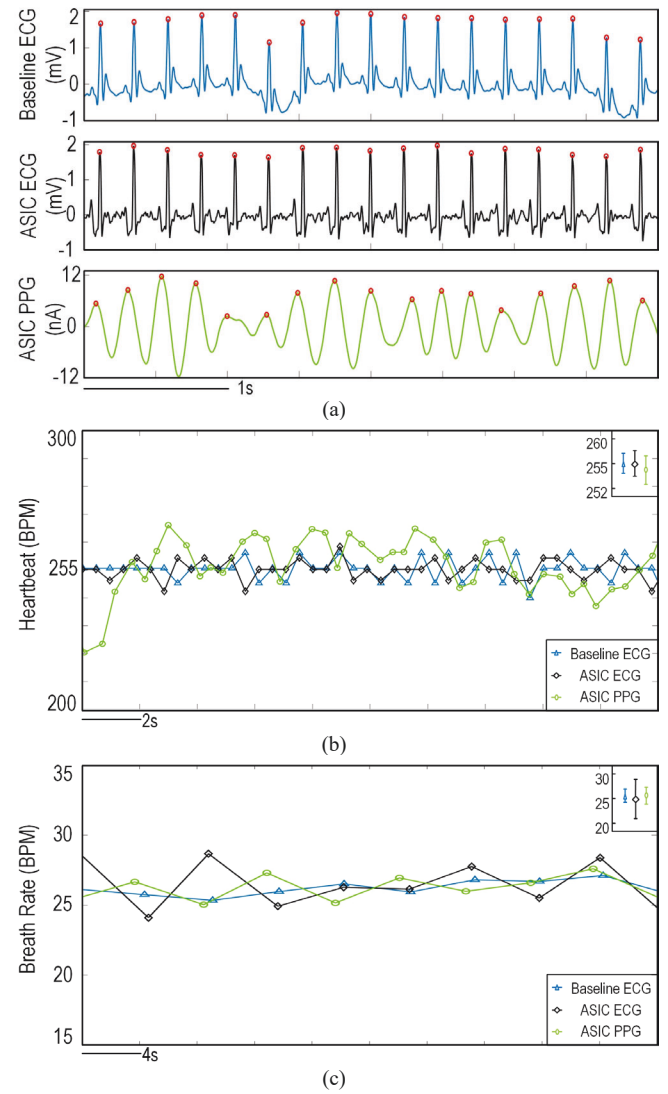 Baseline ECG
(mV)
2
1
0
-1
ASIC ECG
(mV)
2
1
-0
-1
ASIC PPG
(nA)
12
0
-12
1s
(a)
Heartbeat (BPM)
300
255
200
260
255
252
Baseline ECG
ASIC ECG
ASIC PPG
2s
(b)
Breath Rate (BPM)
35
30
25
20
15
30
25
20
Baseline ECG
ASIC ECG
ASIC PPG
4s
(c)